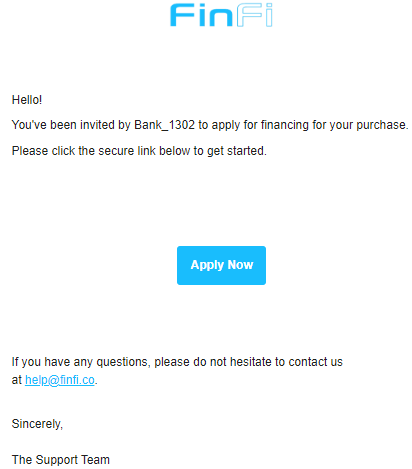 FinFi
Hello!
You've been invited by Bank_1302 to apply for financing for your purchase.
Please click the secure link below to get started.
Apply Now
If you have any questions, please do not hesitate to contact us
at help@finfi.co.
Sincerely,
The Support Team